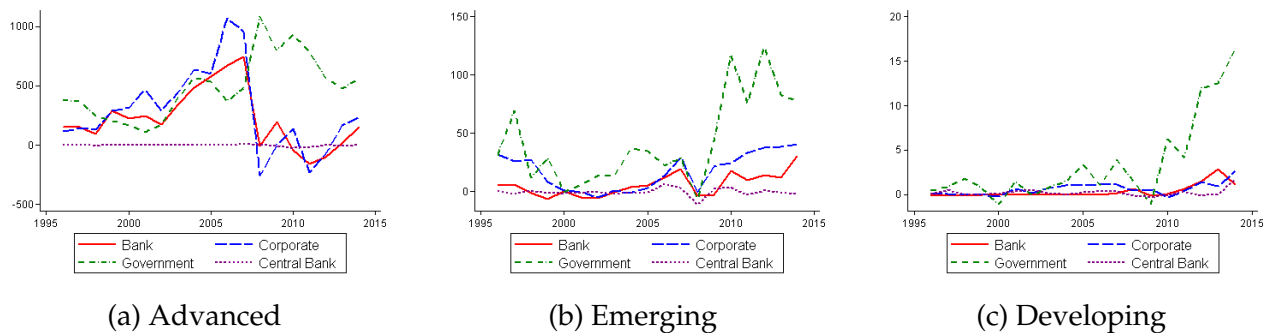 1000
500
0
-500
1995 2000 2005 2010 2015
Bank Corporate
Government Central Bank
(a) Advanced
150
100
50
0
1995 2000 2005 2010 2015
Bank Corporate
Government Central Bank
(b) Emerging
20
15
10
5
0
1995 2000 2005 2010 2015
Bank Corporate
Government Central Bank
(c) Developing